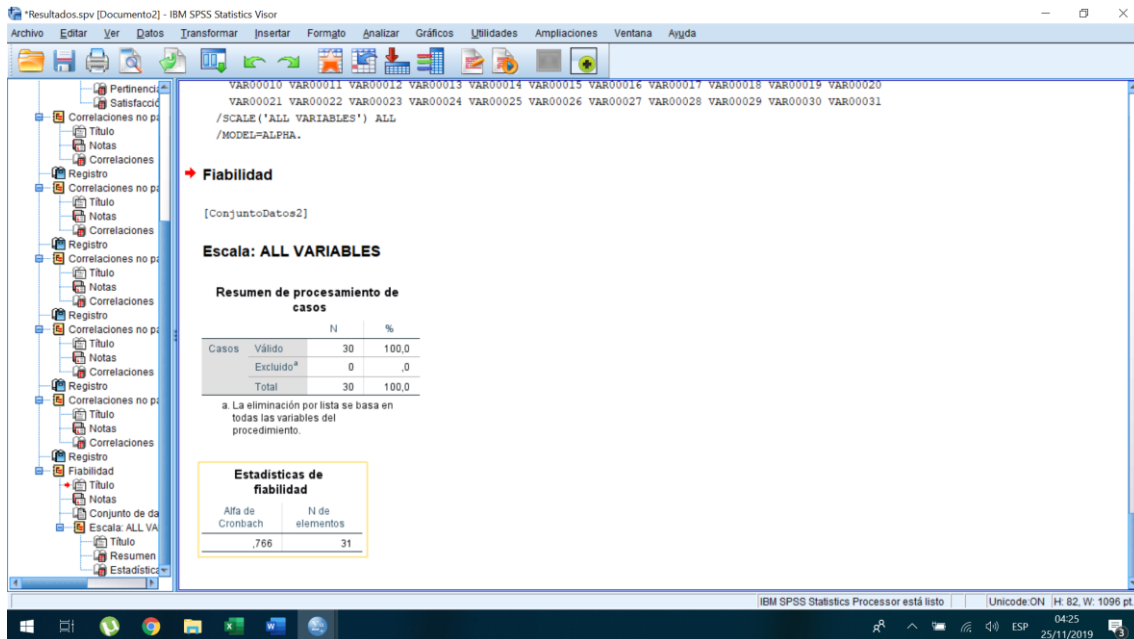 *Resultados.spv [Documento2] - IBM SPSS Statistics Visor
Archivo Editar Ver Datos Transformar Insertar Formato Analizar Gráficos Utilidades Ampliaciones Ventana Ayuda
Pertinencia
Satisfacció
Correlaciones no pa
Título
Notas
Correlaciones
Registro
Correlaciones no pa
Título
Notas
Correlaciones
Registro
Correlaciones no pa
Título
Notas
Correlaciones
Registro
Correlaciones no pa
Título
Notas
Correlaciones
Registro
Correlaciones no pa
Título
Notas
Correlaciones
Registro
Fiabilidad
Título
Notas
Conjunto de da
Escala: ALL VA
Título
Resumen
Estadística
VAR00010 VAR00011 VAR00012 VAR00013 VAR00014 VAR00015 VAR00016 VAR00017 VAR00018 VAR00019 VAR00020
VAR00021 VAR00022 VAR00023 VAR00024 VAR00025 VAR00026 VAR00027 VAR00028 VAR00029 VAR00030 VAR00031
/SCALE('ALL VARIABLES') ALL
/MODEL=ALPHA.
Fiabilidad
[ConjuntoDatos2]
Escala: ALL VARIABLES
Resumen de procesamiento de
casos
N %
Casos Válido 30 100,0
Excluido^a 0 ,0
Total 30 100,0
a. La eliminación por lista se basa en
todas las variables del
procedimiento.
Estadísticas de
fiabilidad
Alfa de
Cronbach
N de
elementos
,766 31
IBM SPSS Statistics Processor está listo Unicode:ON H: 82, W: 1096 pt.
ESP
04:25
25/11/2019
3